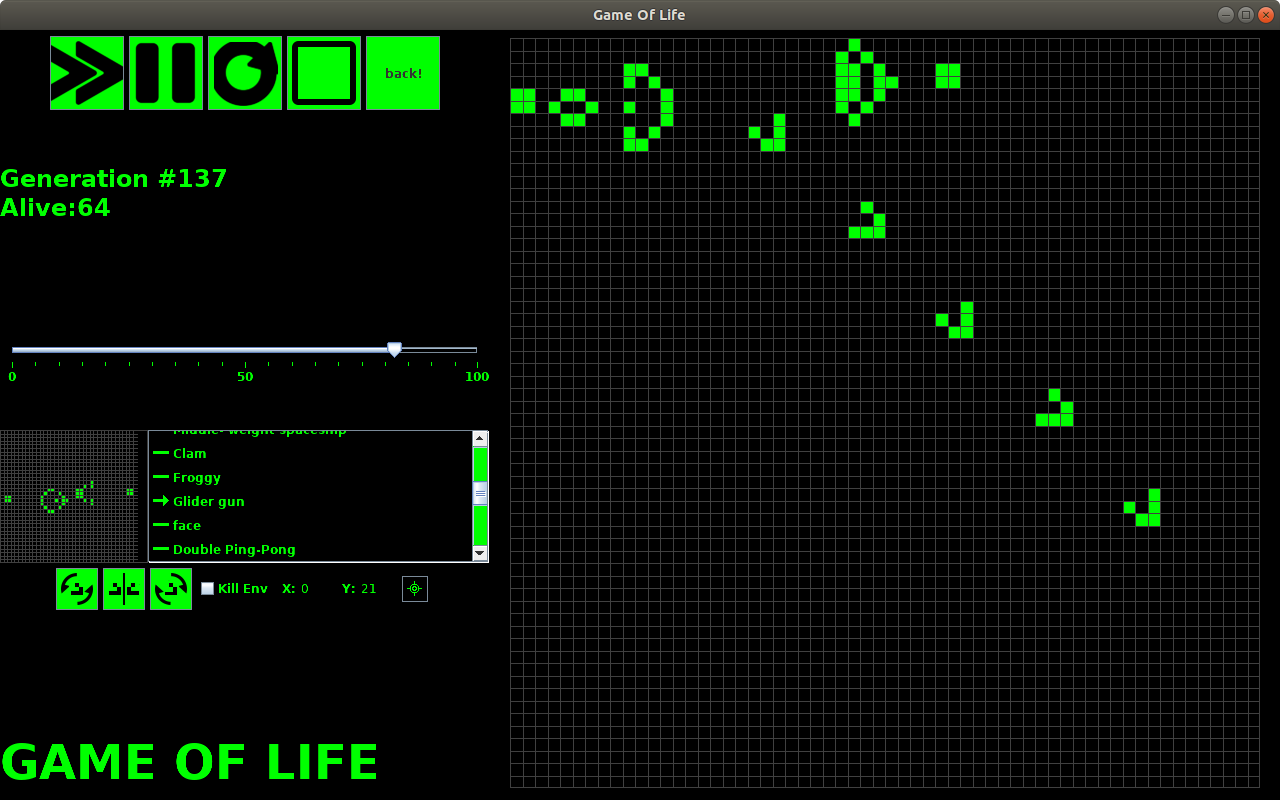 Game Of Life
back!
Generation #137
Alive:64
0 50 100
Middle- weight spaceship
Clam
Froggy
Glider gun
face
Double Ping-Pong
Kill Env X: 0 Y: 21
GAME OF LIFE